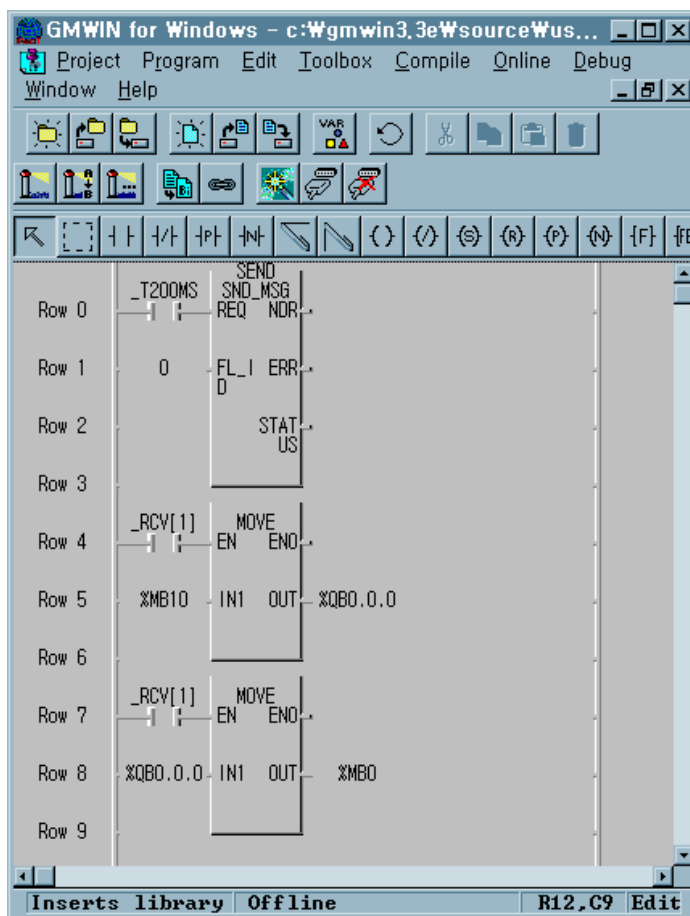 GMWIN for Windows - c:₩gmwin3,3e₩source₩us...
Project Program Edit Toolbox Compile Online Debug
Window Help
VAR
SEND
_T200MS SND_MSG
Row 0 REQ NDR
Row 1 0 FL_I ERR
D
Row 2 STAT
US
Row 3
_RCV[1] MOVE
Row 4 EN ENO
Row 5 %MB10 IN1 OUT %QB0.0.0
Row 6
_RCV[1] MOVE
Row 7 EN ENO
Row 8 %QB0.0.0 IN1 OUT %MB0
Row 9
Inserts library Offline R12,C9 Edit